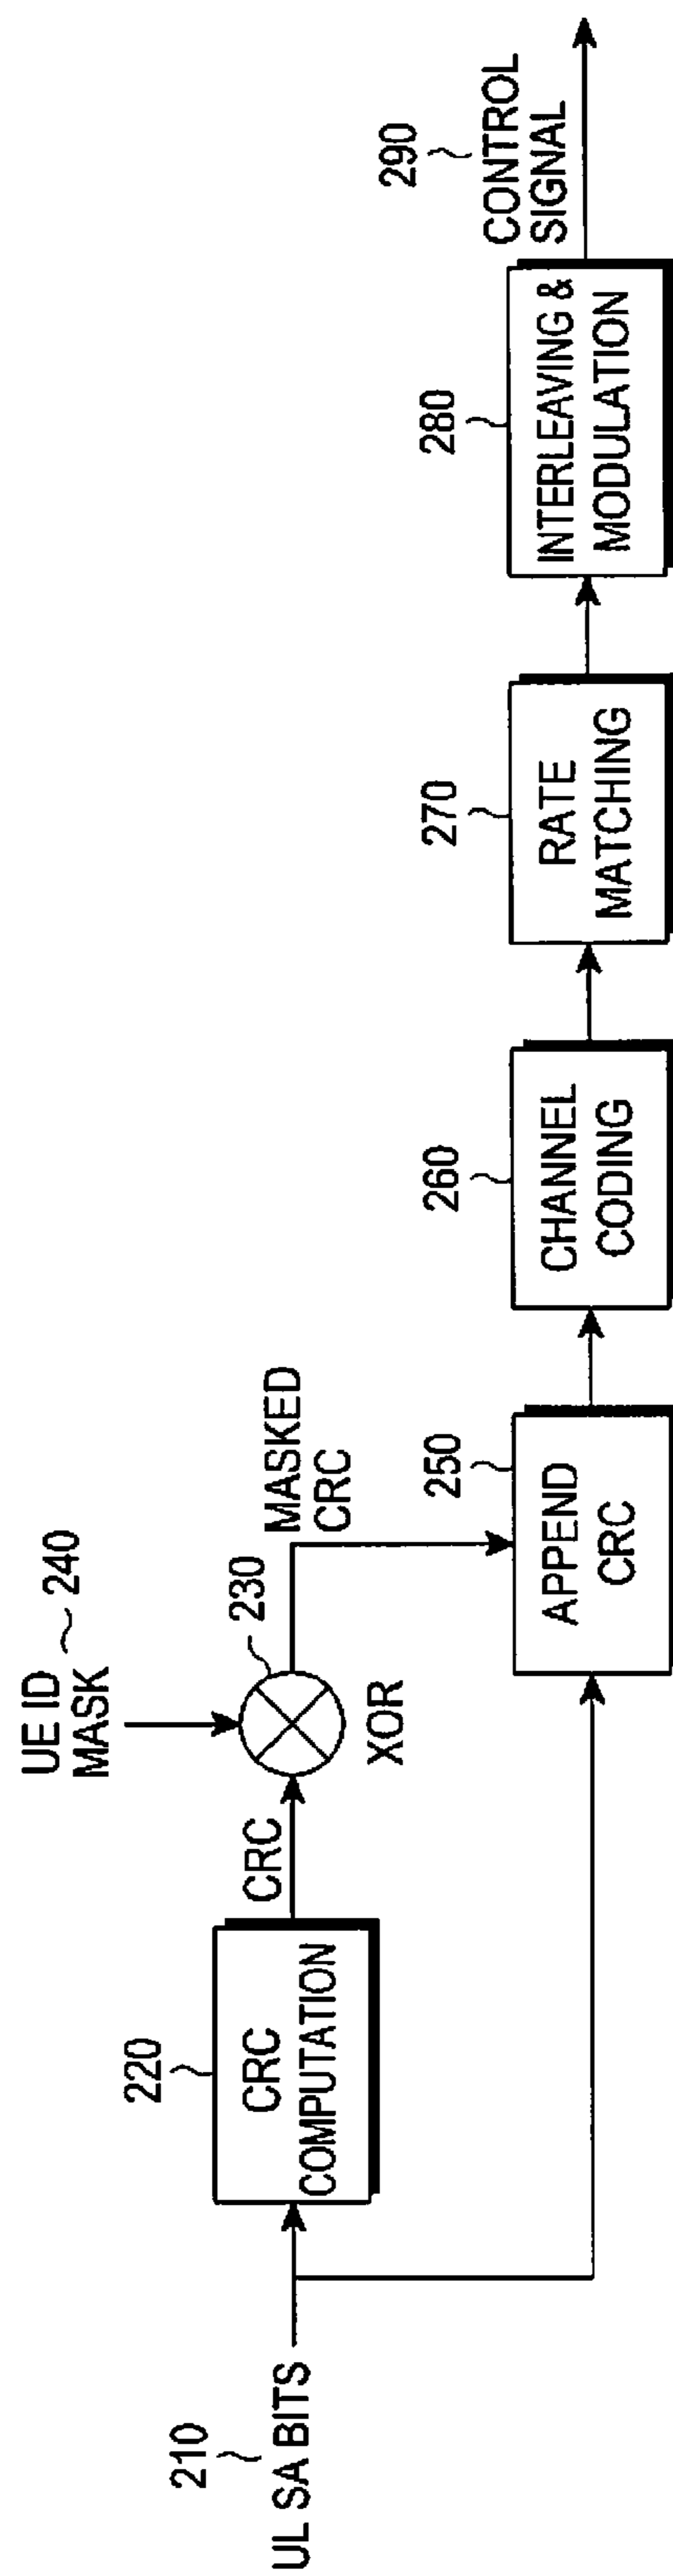 210
UL SA BITS
220
CRC
COMPUTATION
CRC
UE ID
MASK
240
230
XOR
MASKED
CRC
250
APPEND
CRC
260
CHANNEL
CODING
270
RATE
MATCHING
280
INTERLEAVING &
MODULATION
290
CONTROL
SIGNAL